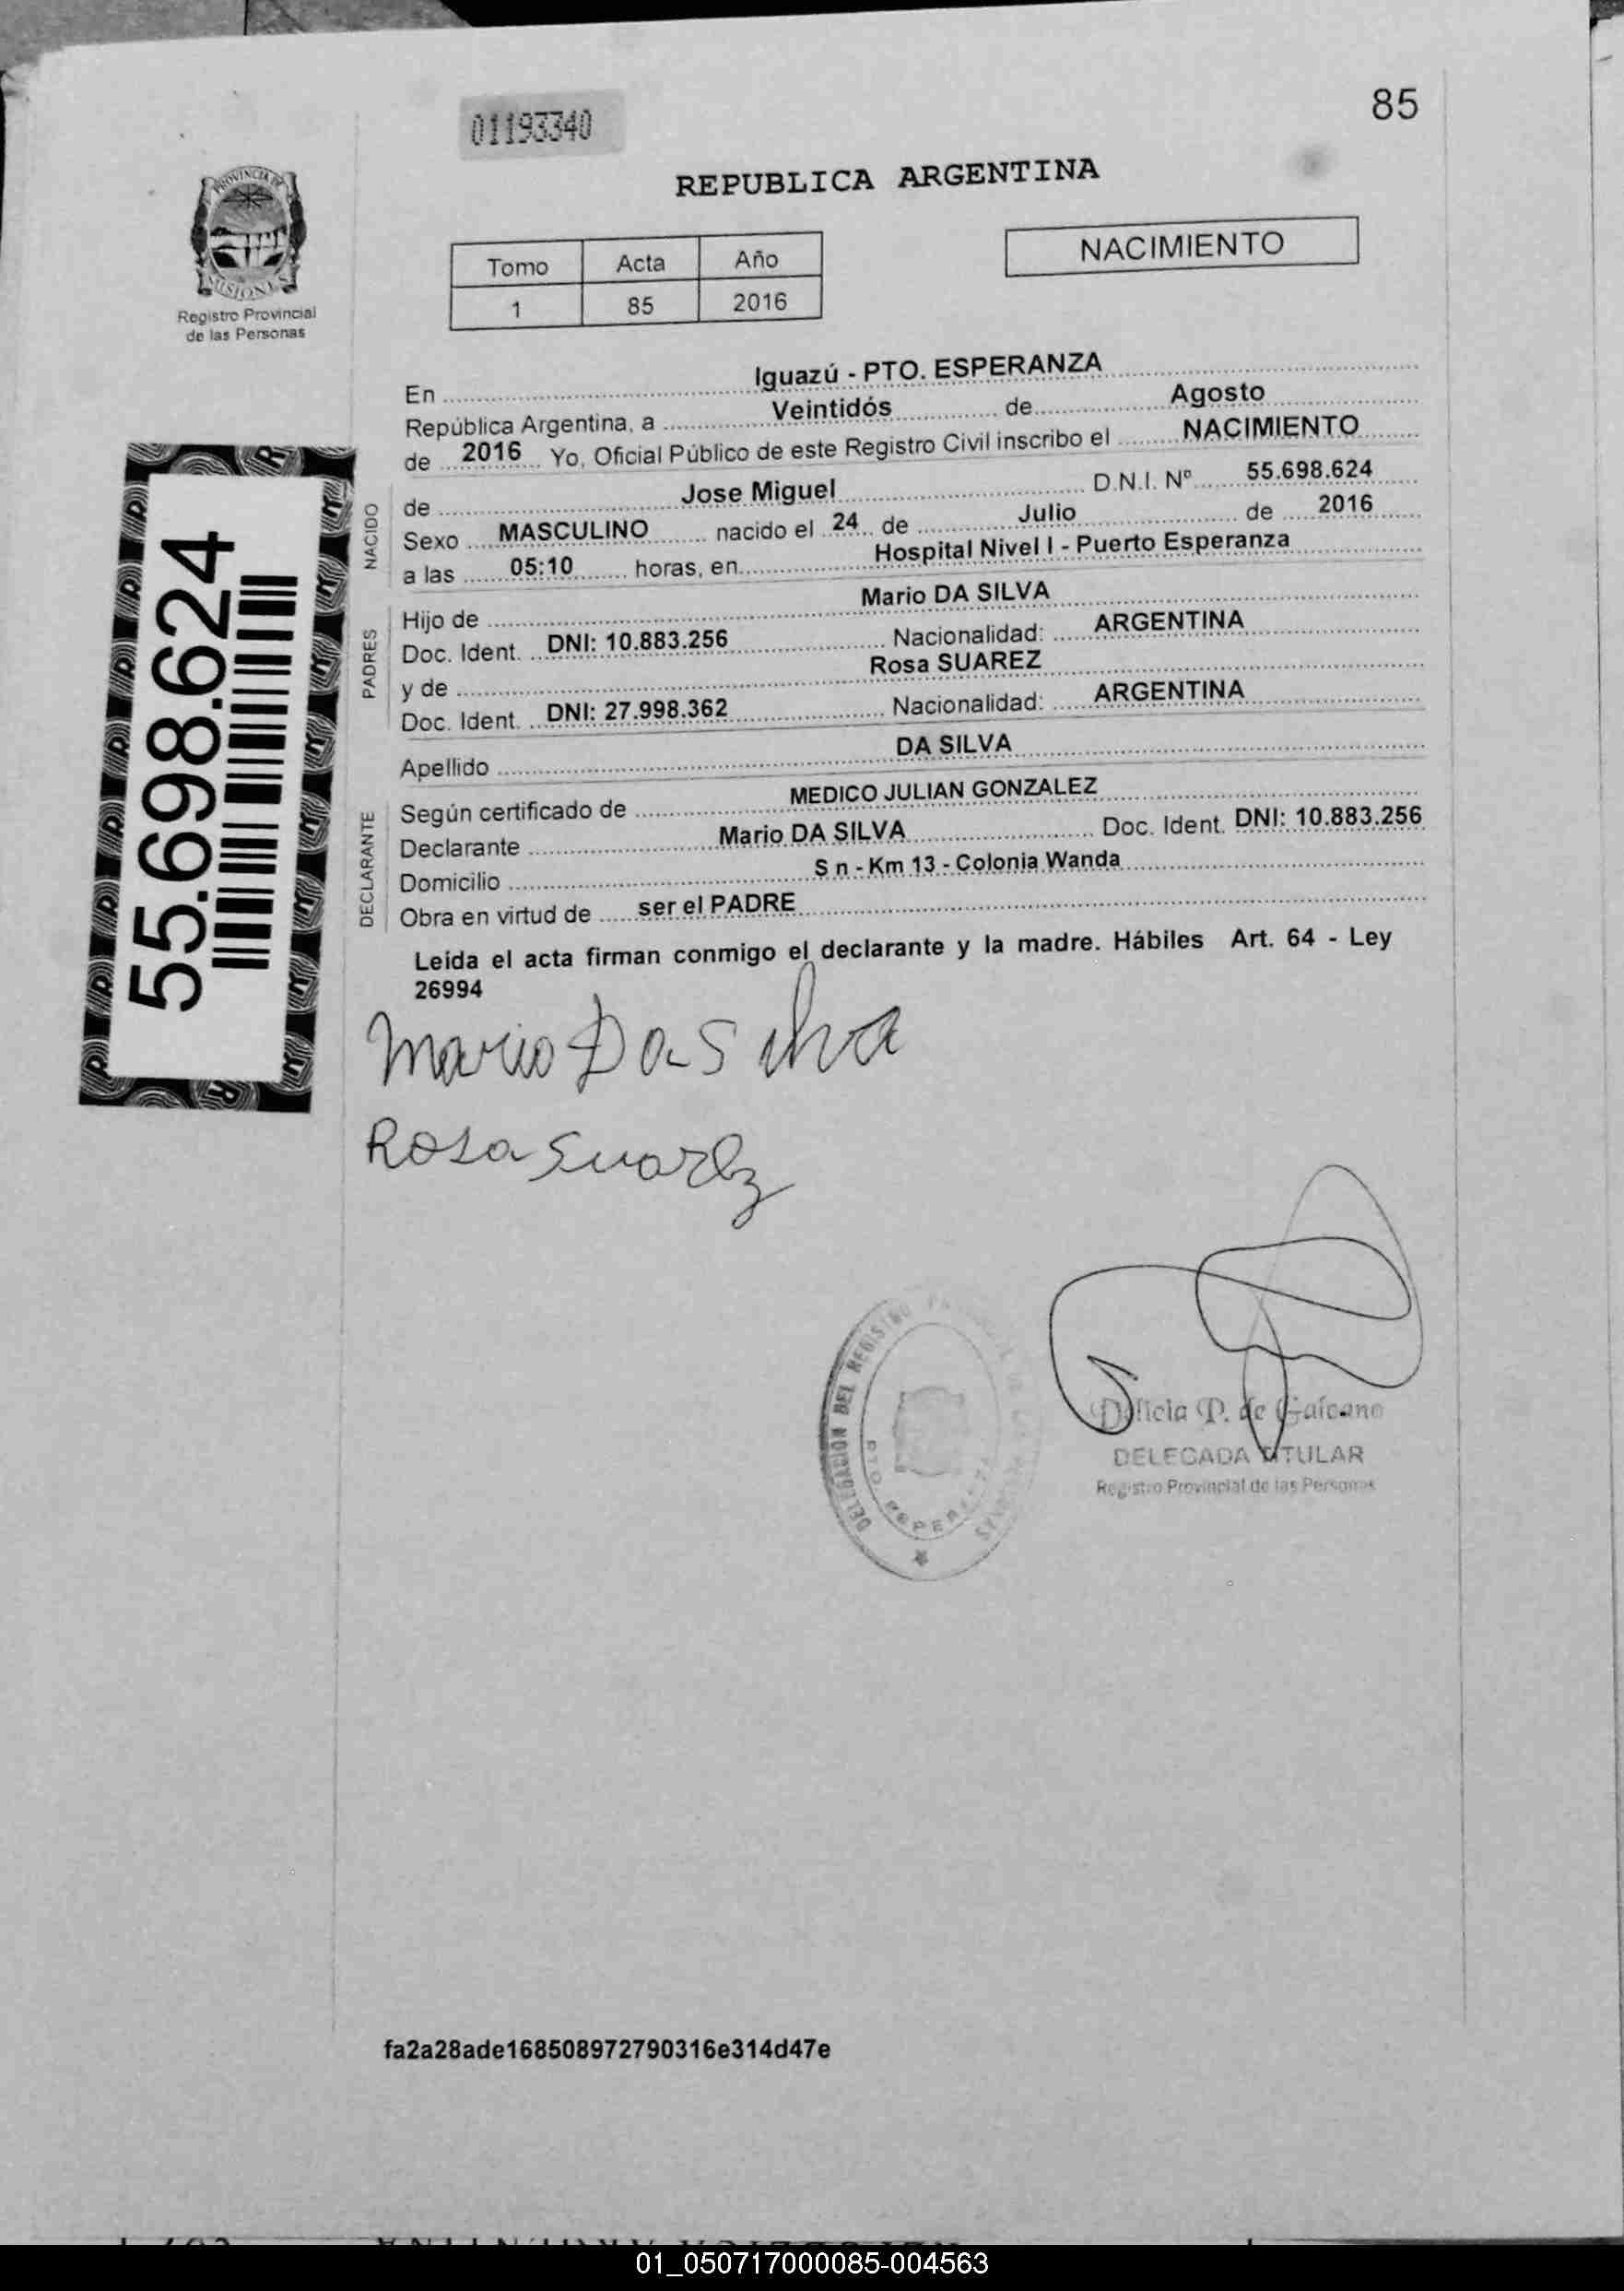 85
01193340
REPUBLICA ARGENTINA
PROVINCIA DE
MISIONES
Registro Provincial
de las Personas
Tomo Acta Año
1 85 2016
NACIMIENTO
En Iguazú - PTO. ESPERANZA
República Argentina, a Veintidós de Agosto
de 2016 Yo, Oficial Público de este Registro Civil inscribo el NACIMIENTO
NACIDO
de Jose Miguel D.N.I. Nº 55.698.624
Sexo MASCULINO nacido el 24 de Julio de 2016
a las 05:10 horas, en Hospital Nivel I - Puerto Esperanza
PADRES
Hijo de Mario DA SILVA
Doc. Ident. DNI: 10.883.256 Nacionalidad: ARGENTINA
y de Rosa SUAREZ
Doc. Ident. DNI: 27.998.362 Nacionalidad: ARGENTINA
Apellido DA SILVA
DECLARANTE
Según certificado de MEDICO JULIAN GONZALEZ
Declarante Mario DA SILVA Doc. Ident. DNI: 10.883.256
Domicilio S n - Km 13 - Colonia Wanda
Obra en virtud de ser el PADRE
Leída el acta firman conmigo el declarante y la madre. Hábiles Art. 64 - Ley
26994
55.698.624
Mario Da Silva
Rosa Suarez
DELEGACION DEL REGISTRO
PTO ESPERANZA
P. de
DELEGADA TITULAR
Registro Provincial de las Personas
fa2a28ade168508972790316e314d47e
01_050717000085-004563